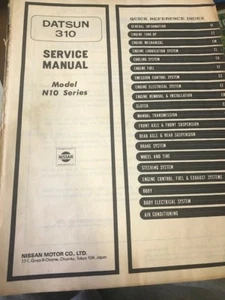 DATSUN
310
SERVICE
MANUAL
Model
N10 Series
NISSAN
NISSAN MOTOR CO., LTD.
QUICK REFERENCE INDEX
GENERAL INFORMATION
ENGINE TUNE-UP
ENGINE MECHANICAL
ENGINE LUBRICATION SYSTEM
COOLING SYSTEM
ENGINE FUEL
EMISSION CONTROL SYSTEM
ENGINE ELECTRICAL SYSTEM
ENGINE REMOVAL & INSTALLATION
CLUTCH
MANUAL TRANSMISSION
FRONT AXLE & FRONT SUSPENSION
REAR AXLE & REAR SUSPENSION
BRAKE SYSTEM
WHEEL AND TIRE
STEERING SYSTEM
ENGINE CONTROL, FUEL & EXHAUST SYSTEMS
BODY
BODY ELECTRICAL SYSTEM
AIR CONDITIONING